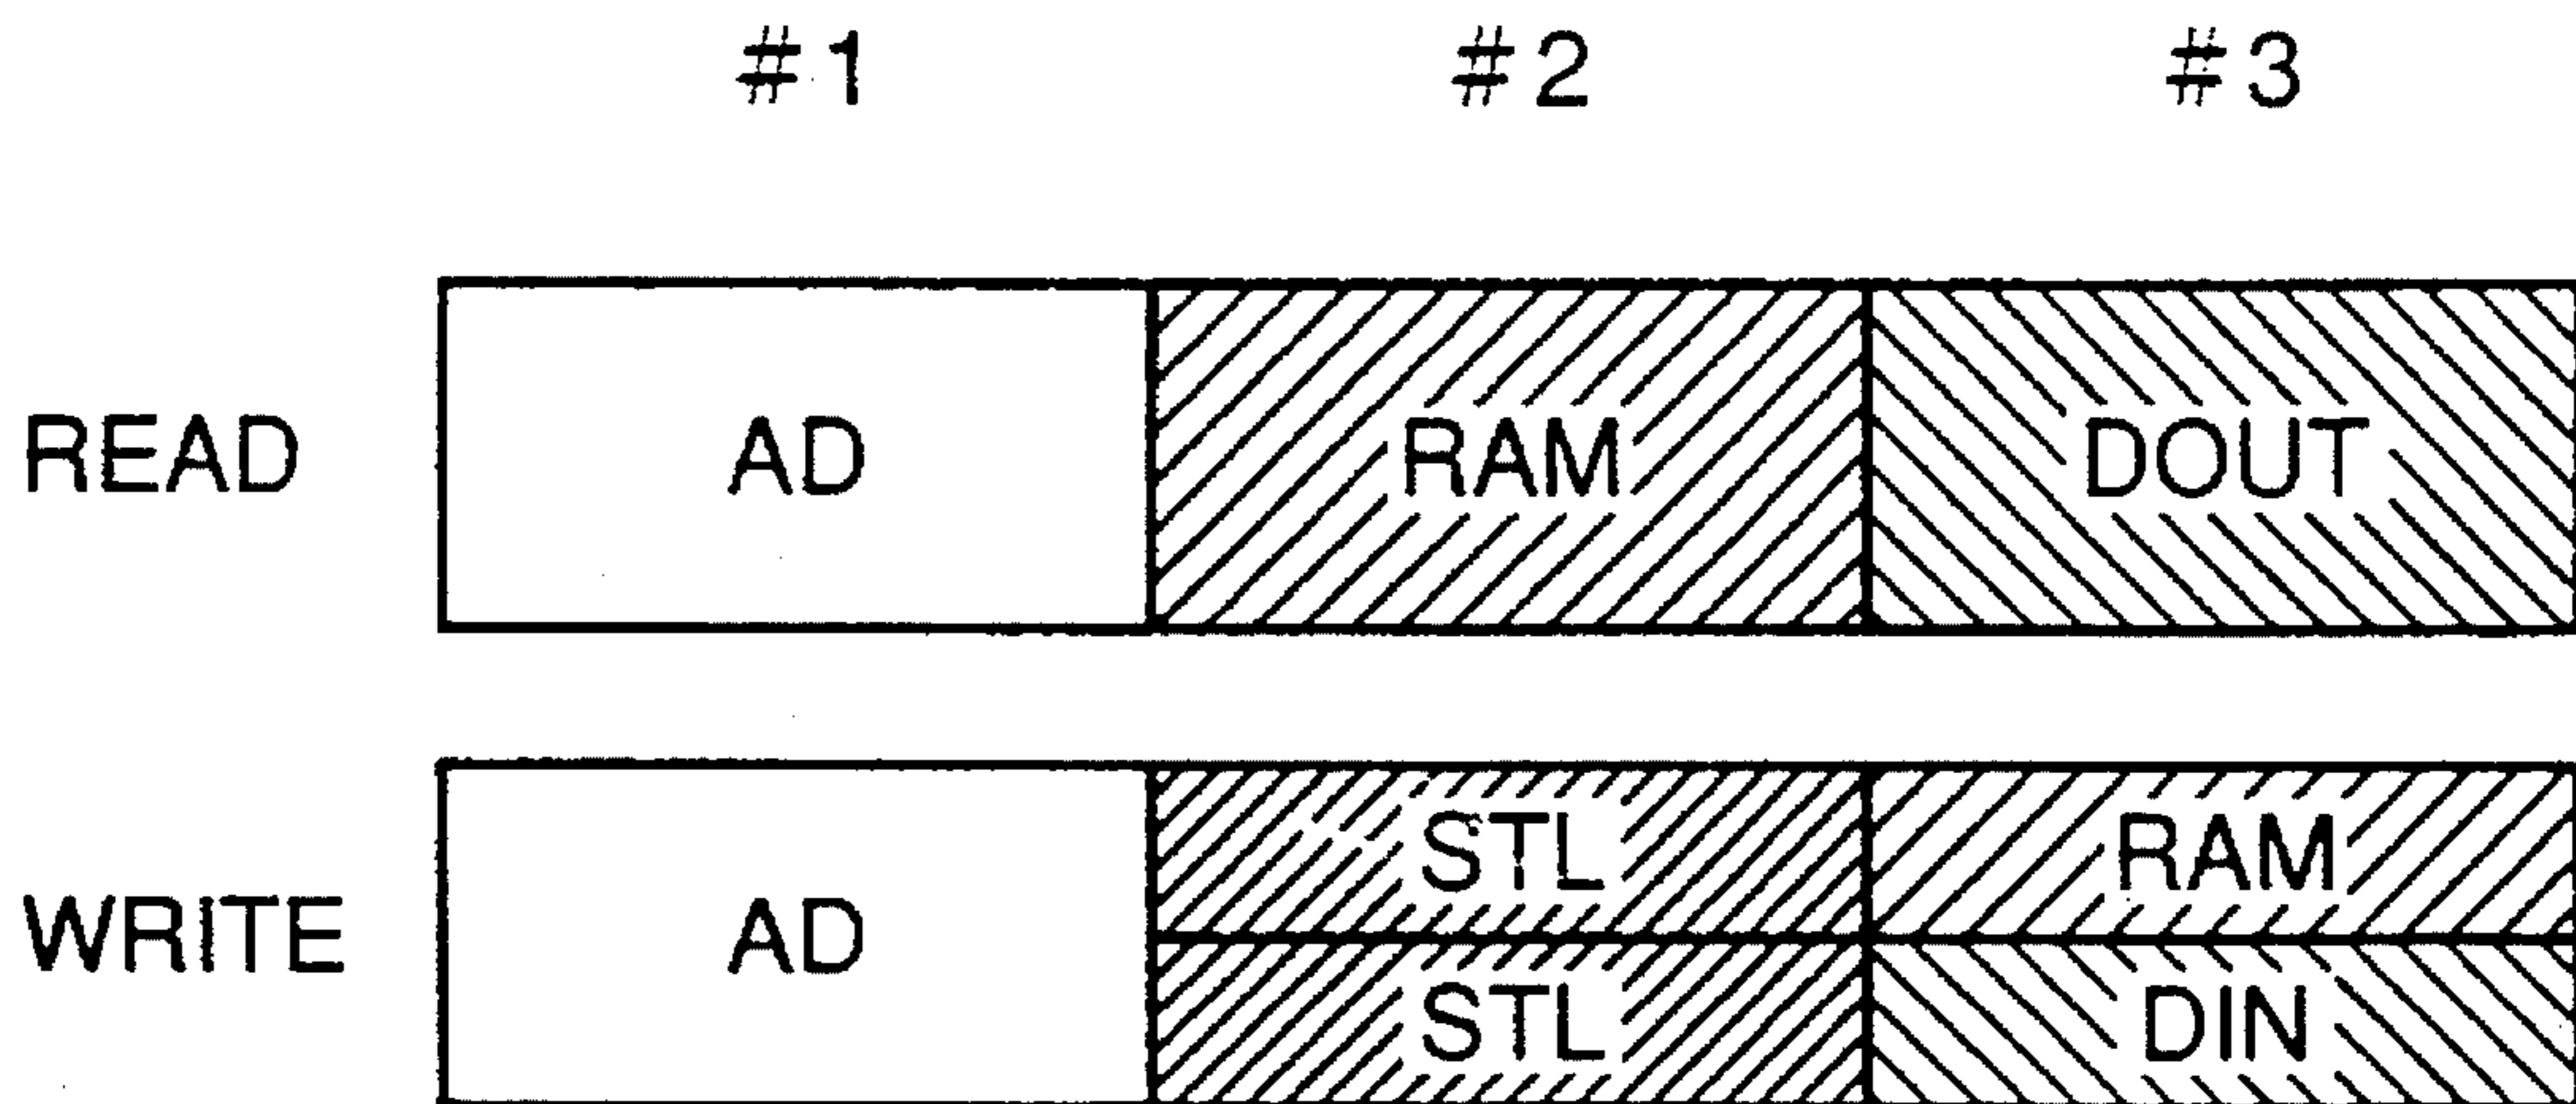 #1 #2 #3
READ AD RAM DOUT
STL RAM
WRITE AD
STL DIN